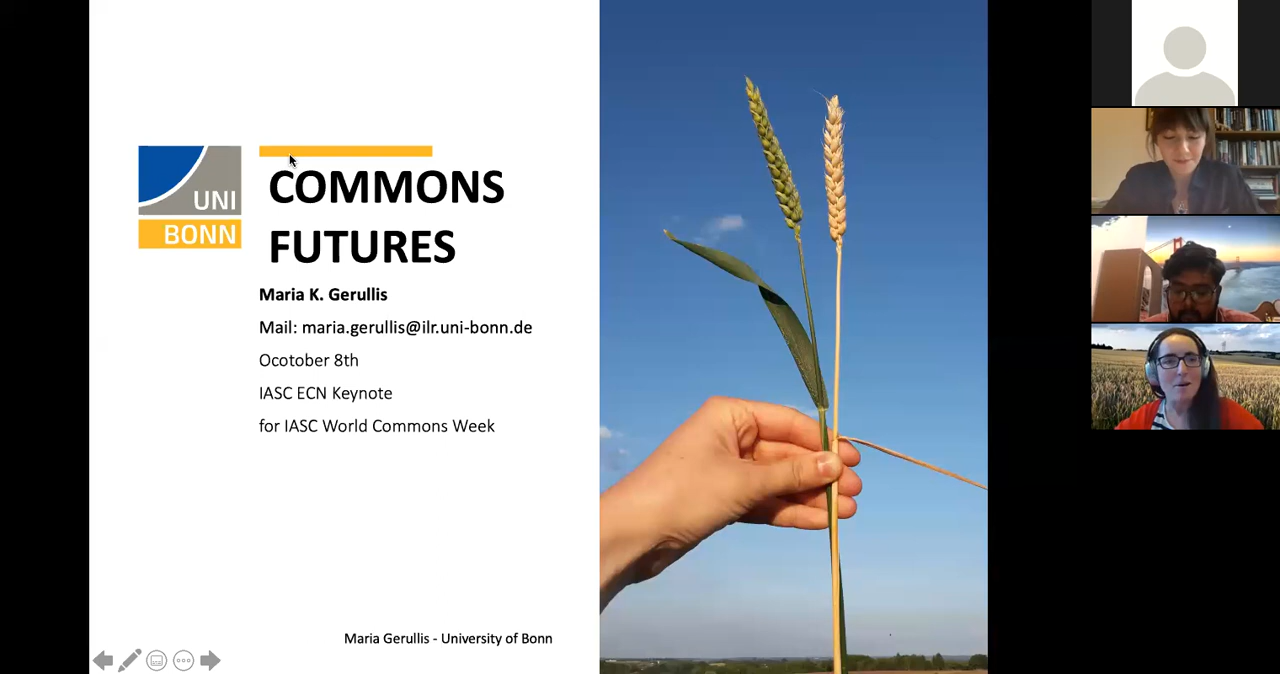 UNI
BONN
COMMONS
FUTURES
Maria K. Gerullis
Mail: maria.gerullis@ilr.uni-bonn.de
Ocotober 8th
IASC ECN Keynote
for IASC World Commons Week
Maria Gerullis - University of Bonn